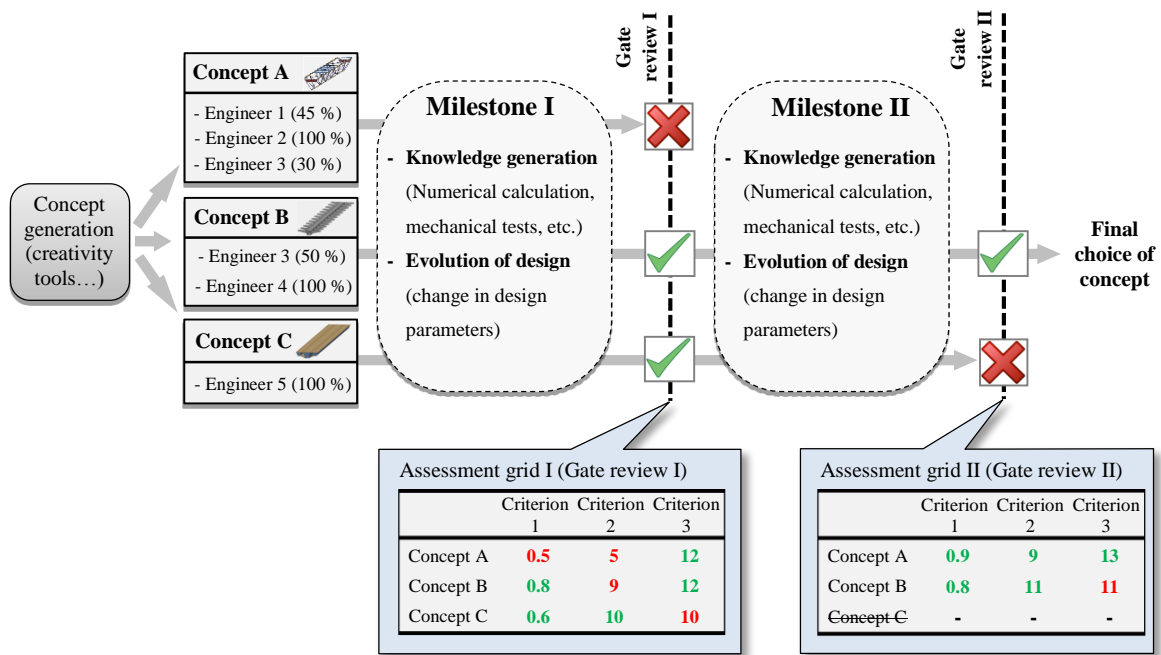 Gate
review I
Gate
review II
Concept A
- Engineer 1 (45 %)
- Engineer 2 (100 %)
- Engineer 3 (30 %)
Concept
generation
(creativity
tools…)
Concept B
- Engineer 3 (50 %)
- Engineer 4 (100 %)
Concept C
- Engineer 5 (100 %)
Milestone I
- Knowledge generation
(Numerical calculation,
mechanical tests, etc.)
- Evolution of design
(change in design
parameters)
Milestone II
- Knowledge generation
(Numerical calculation,
mechanical tests, etc.)
- Evolution of design
(change in design
parameters)
Final
choice of
concept
Assessment grid I (Gate review I)
Criterion 1 Criterion 2 Criterion 3
Concept A 0.5 5 12
Concept B 0.8 9 12
Concept C 0.6 10 10
Assessment grid II (Gate review II)
Criterion 1 Criterion 2 Criterion 3
Concept A 0.9 9 13
Concept B 0.8 11 11
Concept C - - -